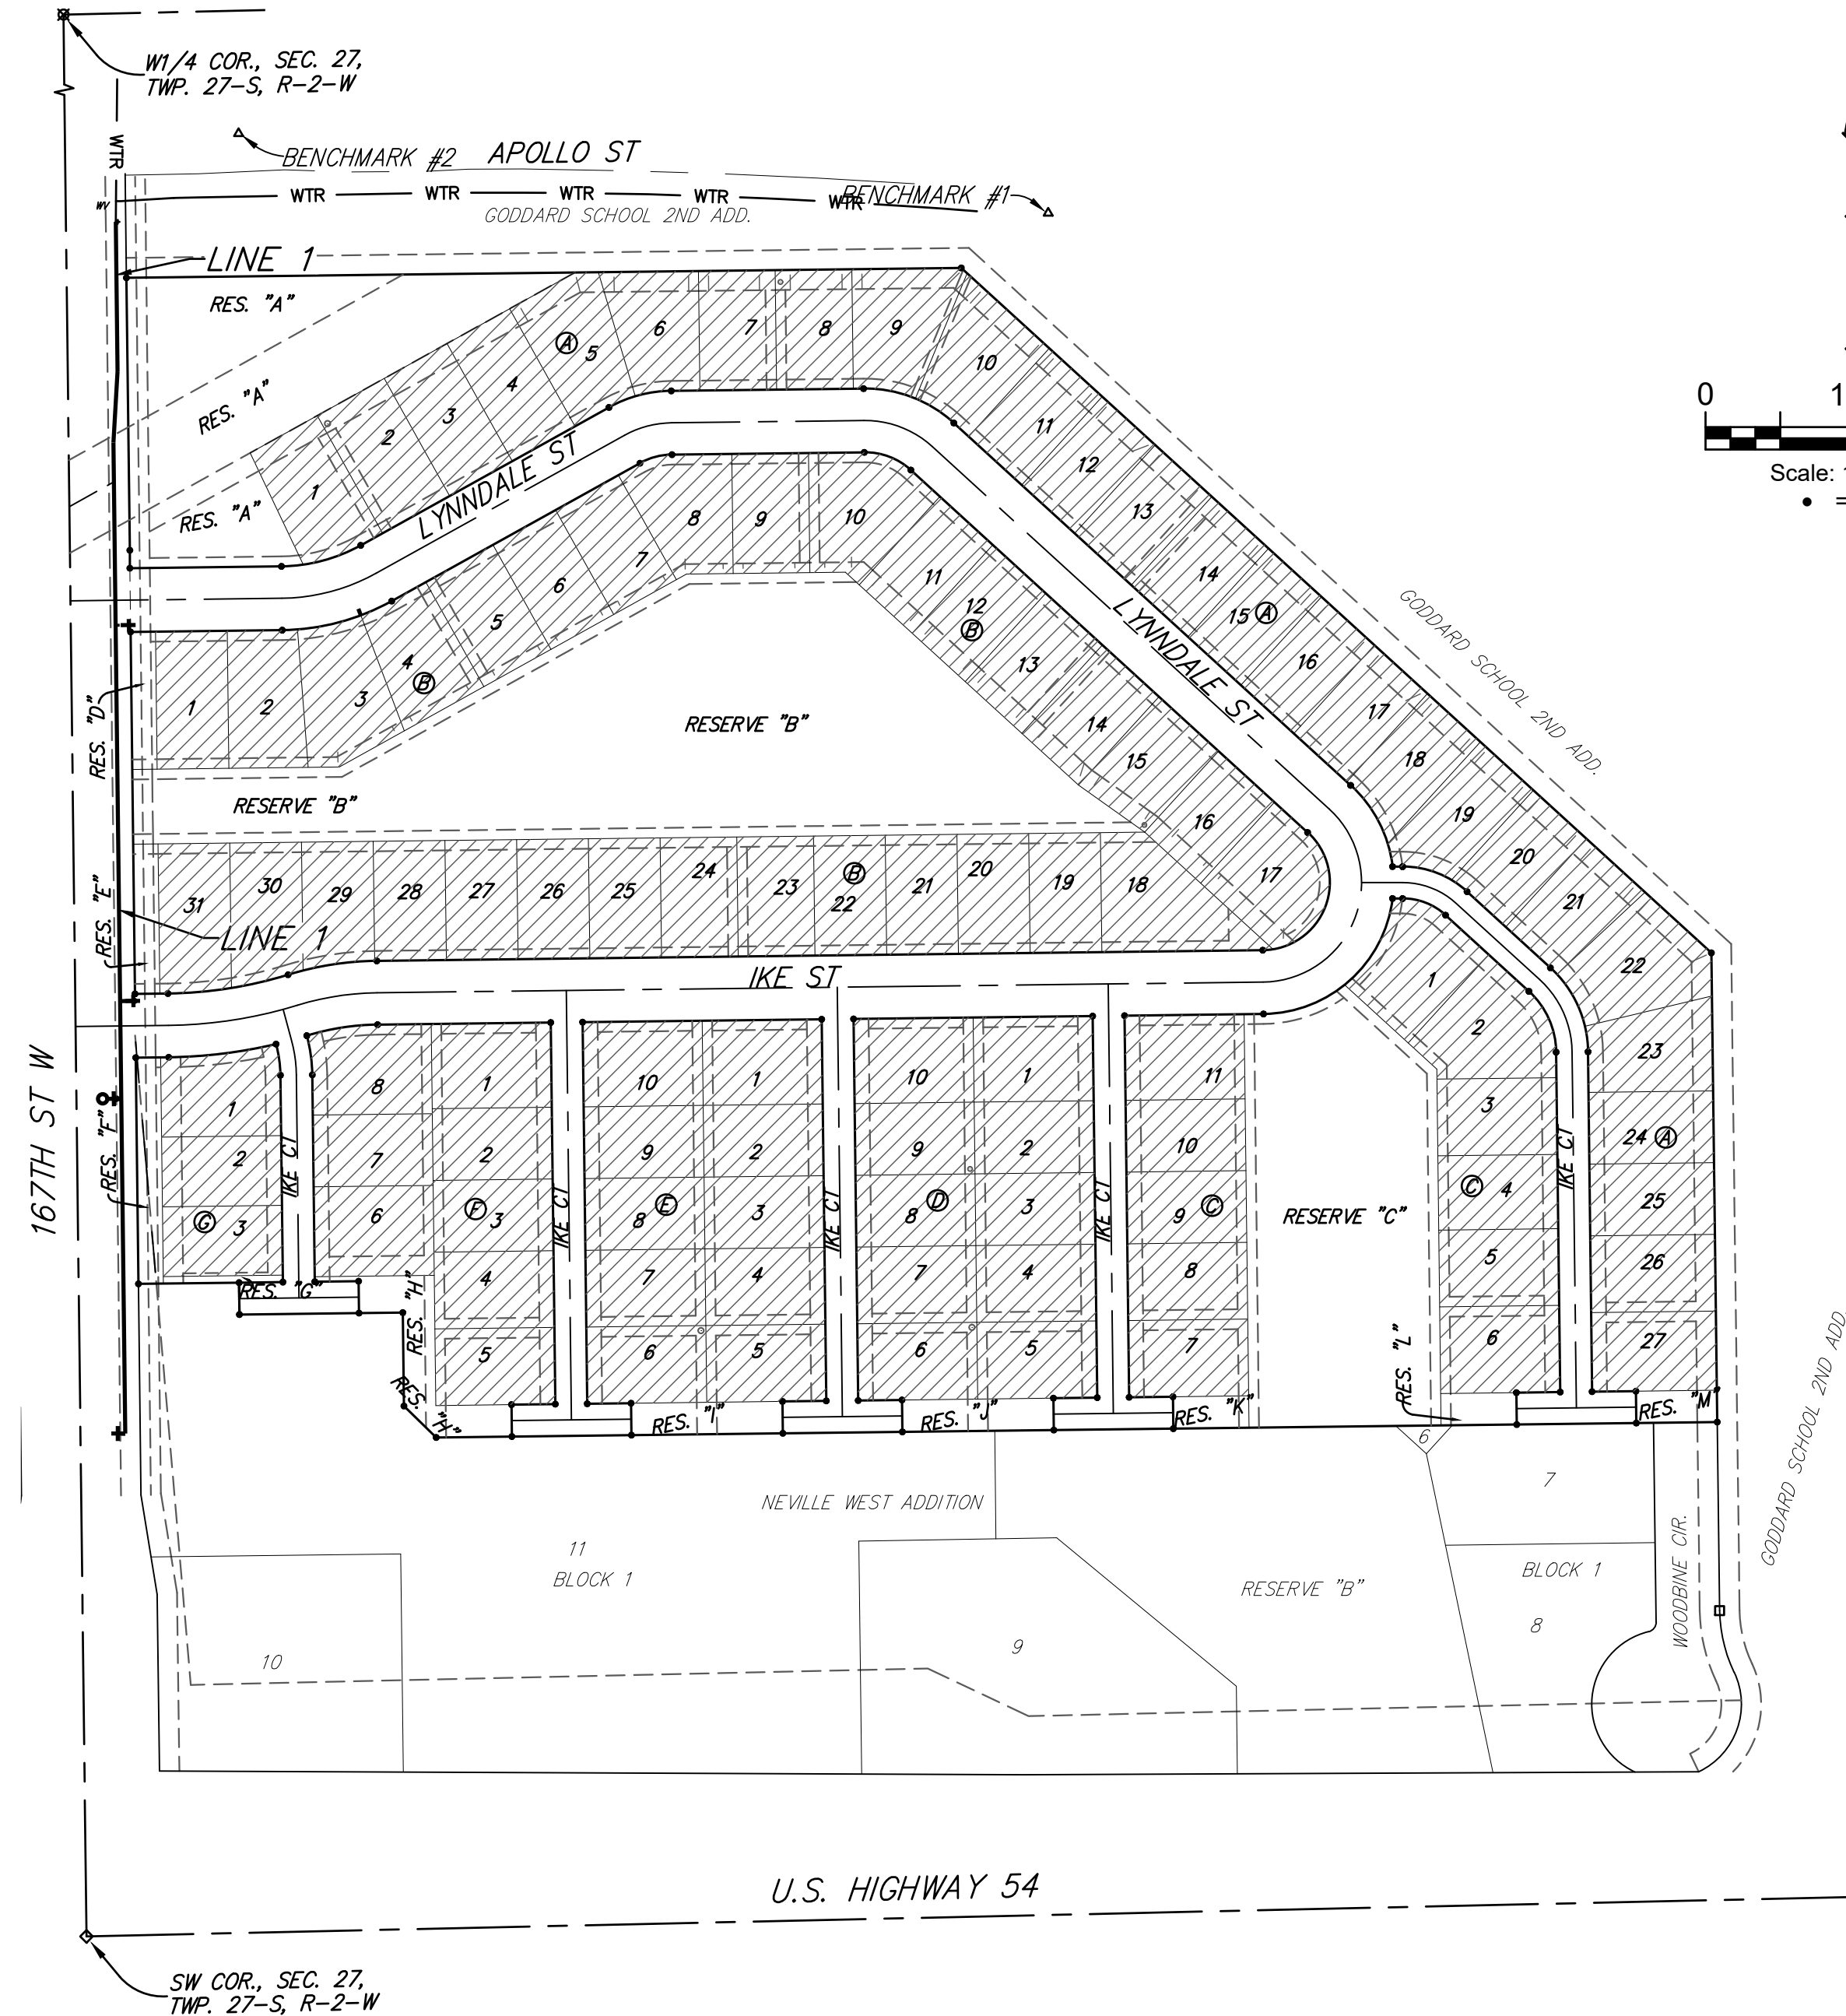 W1/4 COR., SEC. 27,
TWP. 27-S, R-2-W
WTR
BENCHMARK #2
APOLLO ST
WTR
WTR
WTR
WTR
WTR
BENCHMARK #1
WV
GODDARD SCHOOL 2ND ADD.
LINE 1
RES. "A"
RES. "A"
RES. "A"
1
2
3
4
A
5
6
7
8
9
10
11
12
13
14
15
A
16
17
18
19
20
21
22
23
24
A
25
26
27
0
1
Scale: 1
=
LYNNDALE ST
LYNNDALE ST
GODDARD SCHOOL 2ND ADD.
RES. "D"
1
2
3
4
B
5
6
7
8
9
10
11
12
B
13
14
15
16
17
RESERVE "B"
RESERVE "B"
RES. "E"
31
30
29
28
27
26
25
24
23
B
22
21
20
19
18
LINE 1
IKE ST
167TH ST W
RES. "F"
1
2
G
3
IKE CT
8
7
6
RES. "G"
RES. "H"
RES. "H"
1
2
F
3
4
5
IKE CT
10
9
8
E
7
6
1
2
3
4
5
RES. "I"
IKE CT
10
9
8
D
7
6
1
2
3
4
5
RES. "J"
IKE CT
11
10
9
C
8
7
RES. "K"
RESERVE "C"
1
2
3
C
4
5
6
RES. "L"
IKE CT
RES. "M"
GODDARD SCHOOL 2ND ADD.
NEVILLE WEST ADDITION
6
7
11
BLOCK 1
10
9
RESERVE "B"
BLOCK 1
8
WOODBINE CIR.
U.S. HIGHWAY 54
SW COR., SEC. 27,
TWP. 27-S, R-2-W